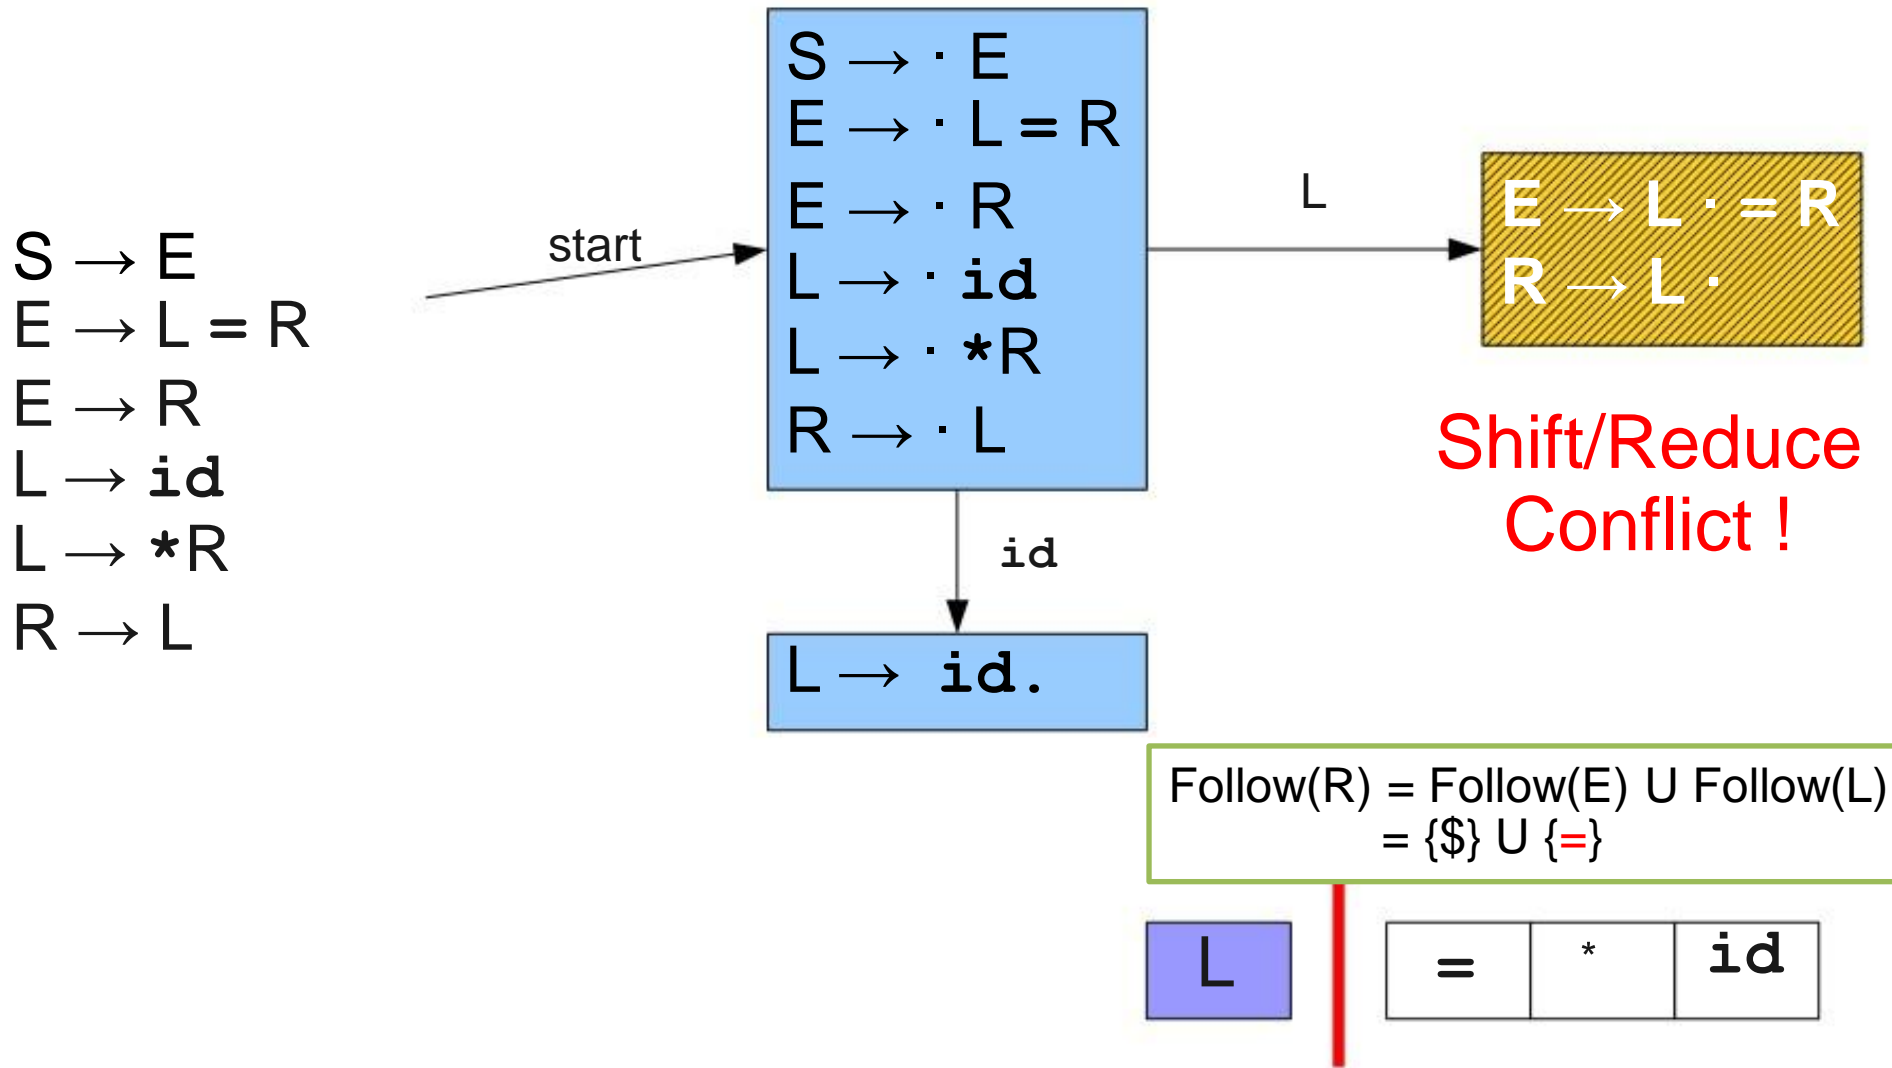 S → E
E → L = R
E → R
L → id
L → *R
R → L
start
S → · E
E → · L = R
E → · R
L → · id
L → · *R
R → · L
L
E → L · = R
R → L ·
Shift/Reduce
Conflict !
id
L → id.
Follow(R) = Follow(E) U Follow(L)
= {$} U {=}
L = * id